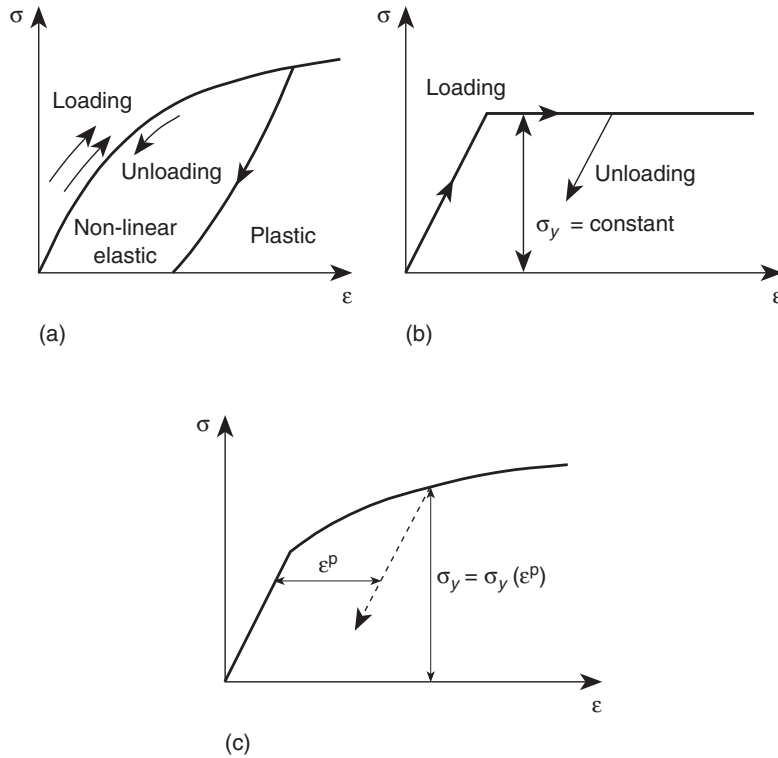 σ
Loading
Unloading
Non-linear
elastic
Plastic
ε
(a)
σ
Loading
Unloading
σy = constant
ε
(b)
σ
εᵖ
σy = σy (εᵖ)
ε
(c)